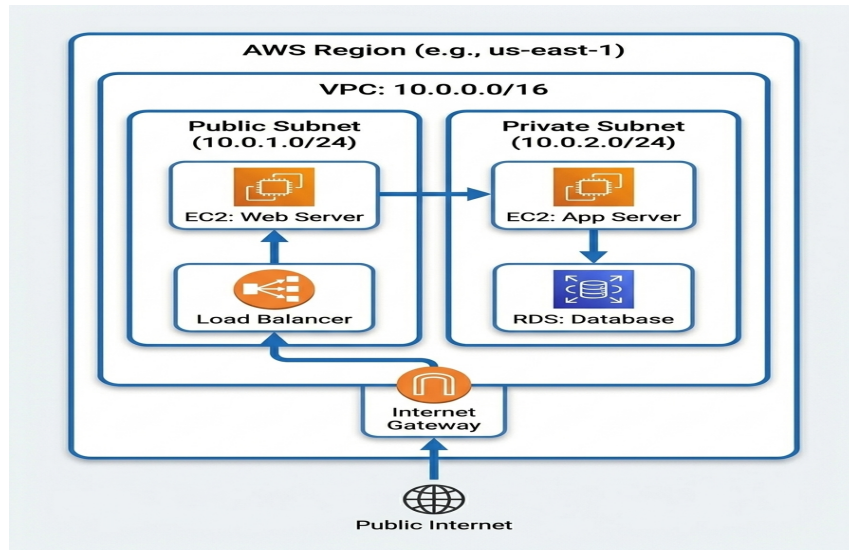 AWS Region (e.g., us-east-1)
VPC: 10.0.0.0/16
Public Subnet
(10.0.1.0/24)
EC2: Web Server
Load Balancer
Private Subnet
(10.0.2.0/24)
EC2: App Server
RDS: Database
Internet
Gateway
Public Internet